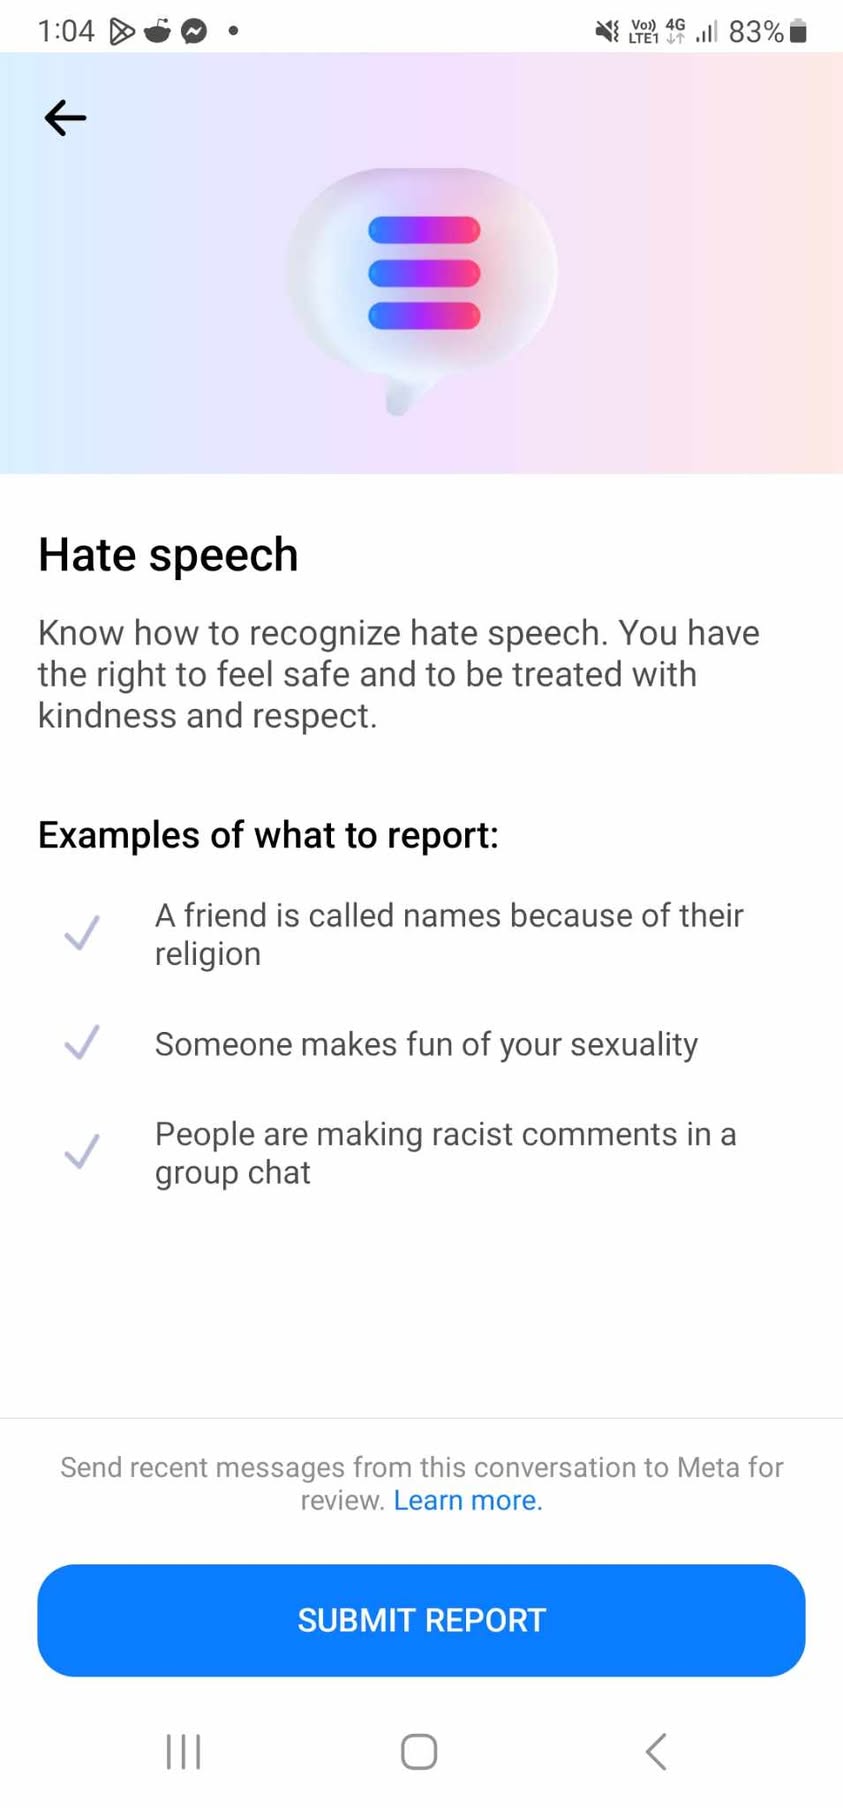 1:04
Vo)) 4G 83%
LTE1
Hate speech
Know how to recognize hate speech. You have
the right to feel safe and to be treated with
kindness and respect.
Examples of what to report:
A friend is called names because of their
religion
Someone makes fun of your sexuality
People are making racist comments in a
group chat
Send recent messages from this conversation to Meta for
review. Learn more.
SUBMIT REPORT